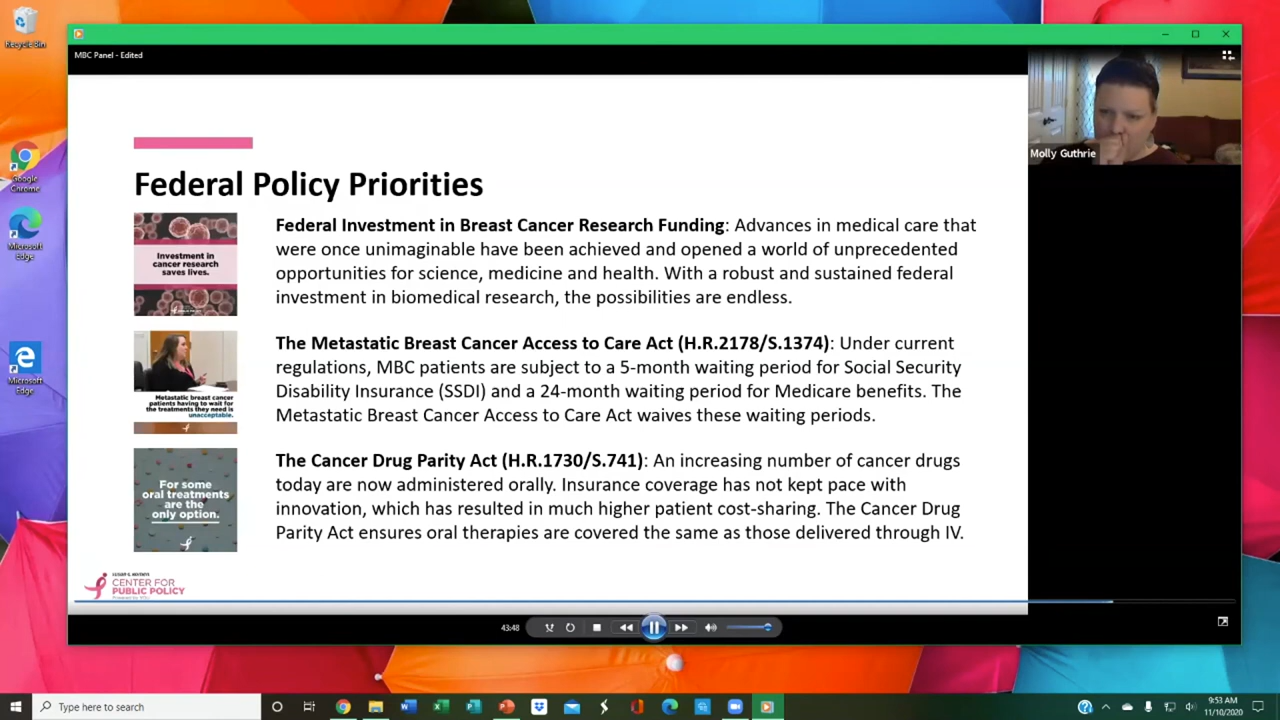 Recycle Bin
Google
Chrome
Microsoft
Edge
Microsoft
Edge
MBC Panel - Edited
Molly Guthrie
Federal Policy Priorities
Investment in
cancer research
saves lives.
Federal Investment in Breast Cancer Research Funding: Advances in medical care that
were once unimaginable have been achieved and opened a world of unprecedented
opportunities for science, medicine and health. With a robust and sustained federal
investment in biomedical research, the possibilities are endless.
Metastatic breast cancer
patients having to wait for
the treatments they need is
unacceptable.
The Metastatic Breast Cancer Access to Care Act (H.R.2178/S.1374): Under current
regulations, MBC patients are subject to a 5-month waiting period for Social Security
Disability Insurance (SSDI) and a 24-month waiting period for Medicare benefits. The
Metastatic Breast Cancer Access to Care Act waives these waiting periods.
For some
oral treatments
are the
only option.
The Cancer Drug Parity Act (H.R.1730/S.741): An increasing number of cancer drugs
today are now administered orally. Insurance coverage has not kept pace with
innovation, which has resulted in much higher patient cost-sharing. The Cancer Drug
Parity Act ensures oral therapies are covered the same as those delivered through IV.
CENTER FOR
PUBLIC POLICY
43:48
Type here to search
9:53 AM
11/10/2020